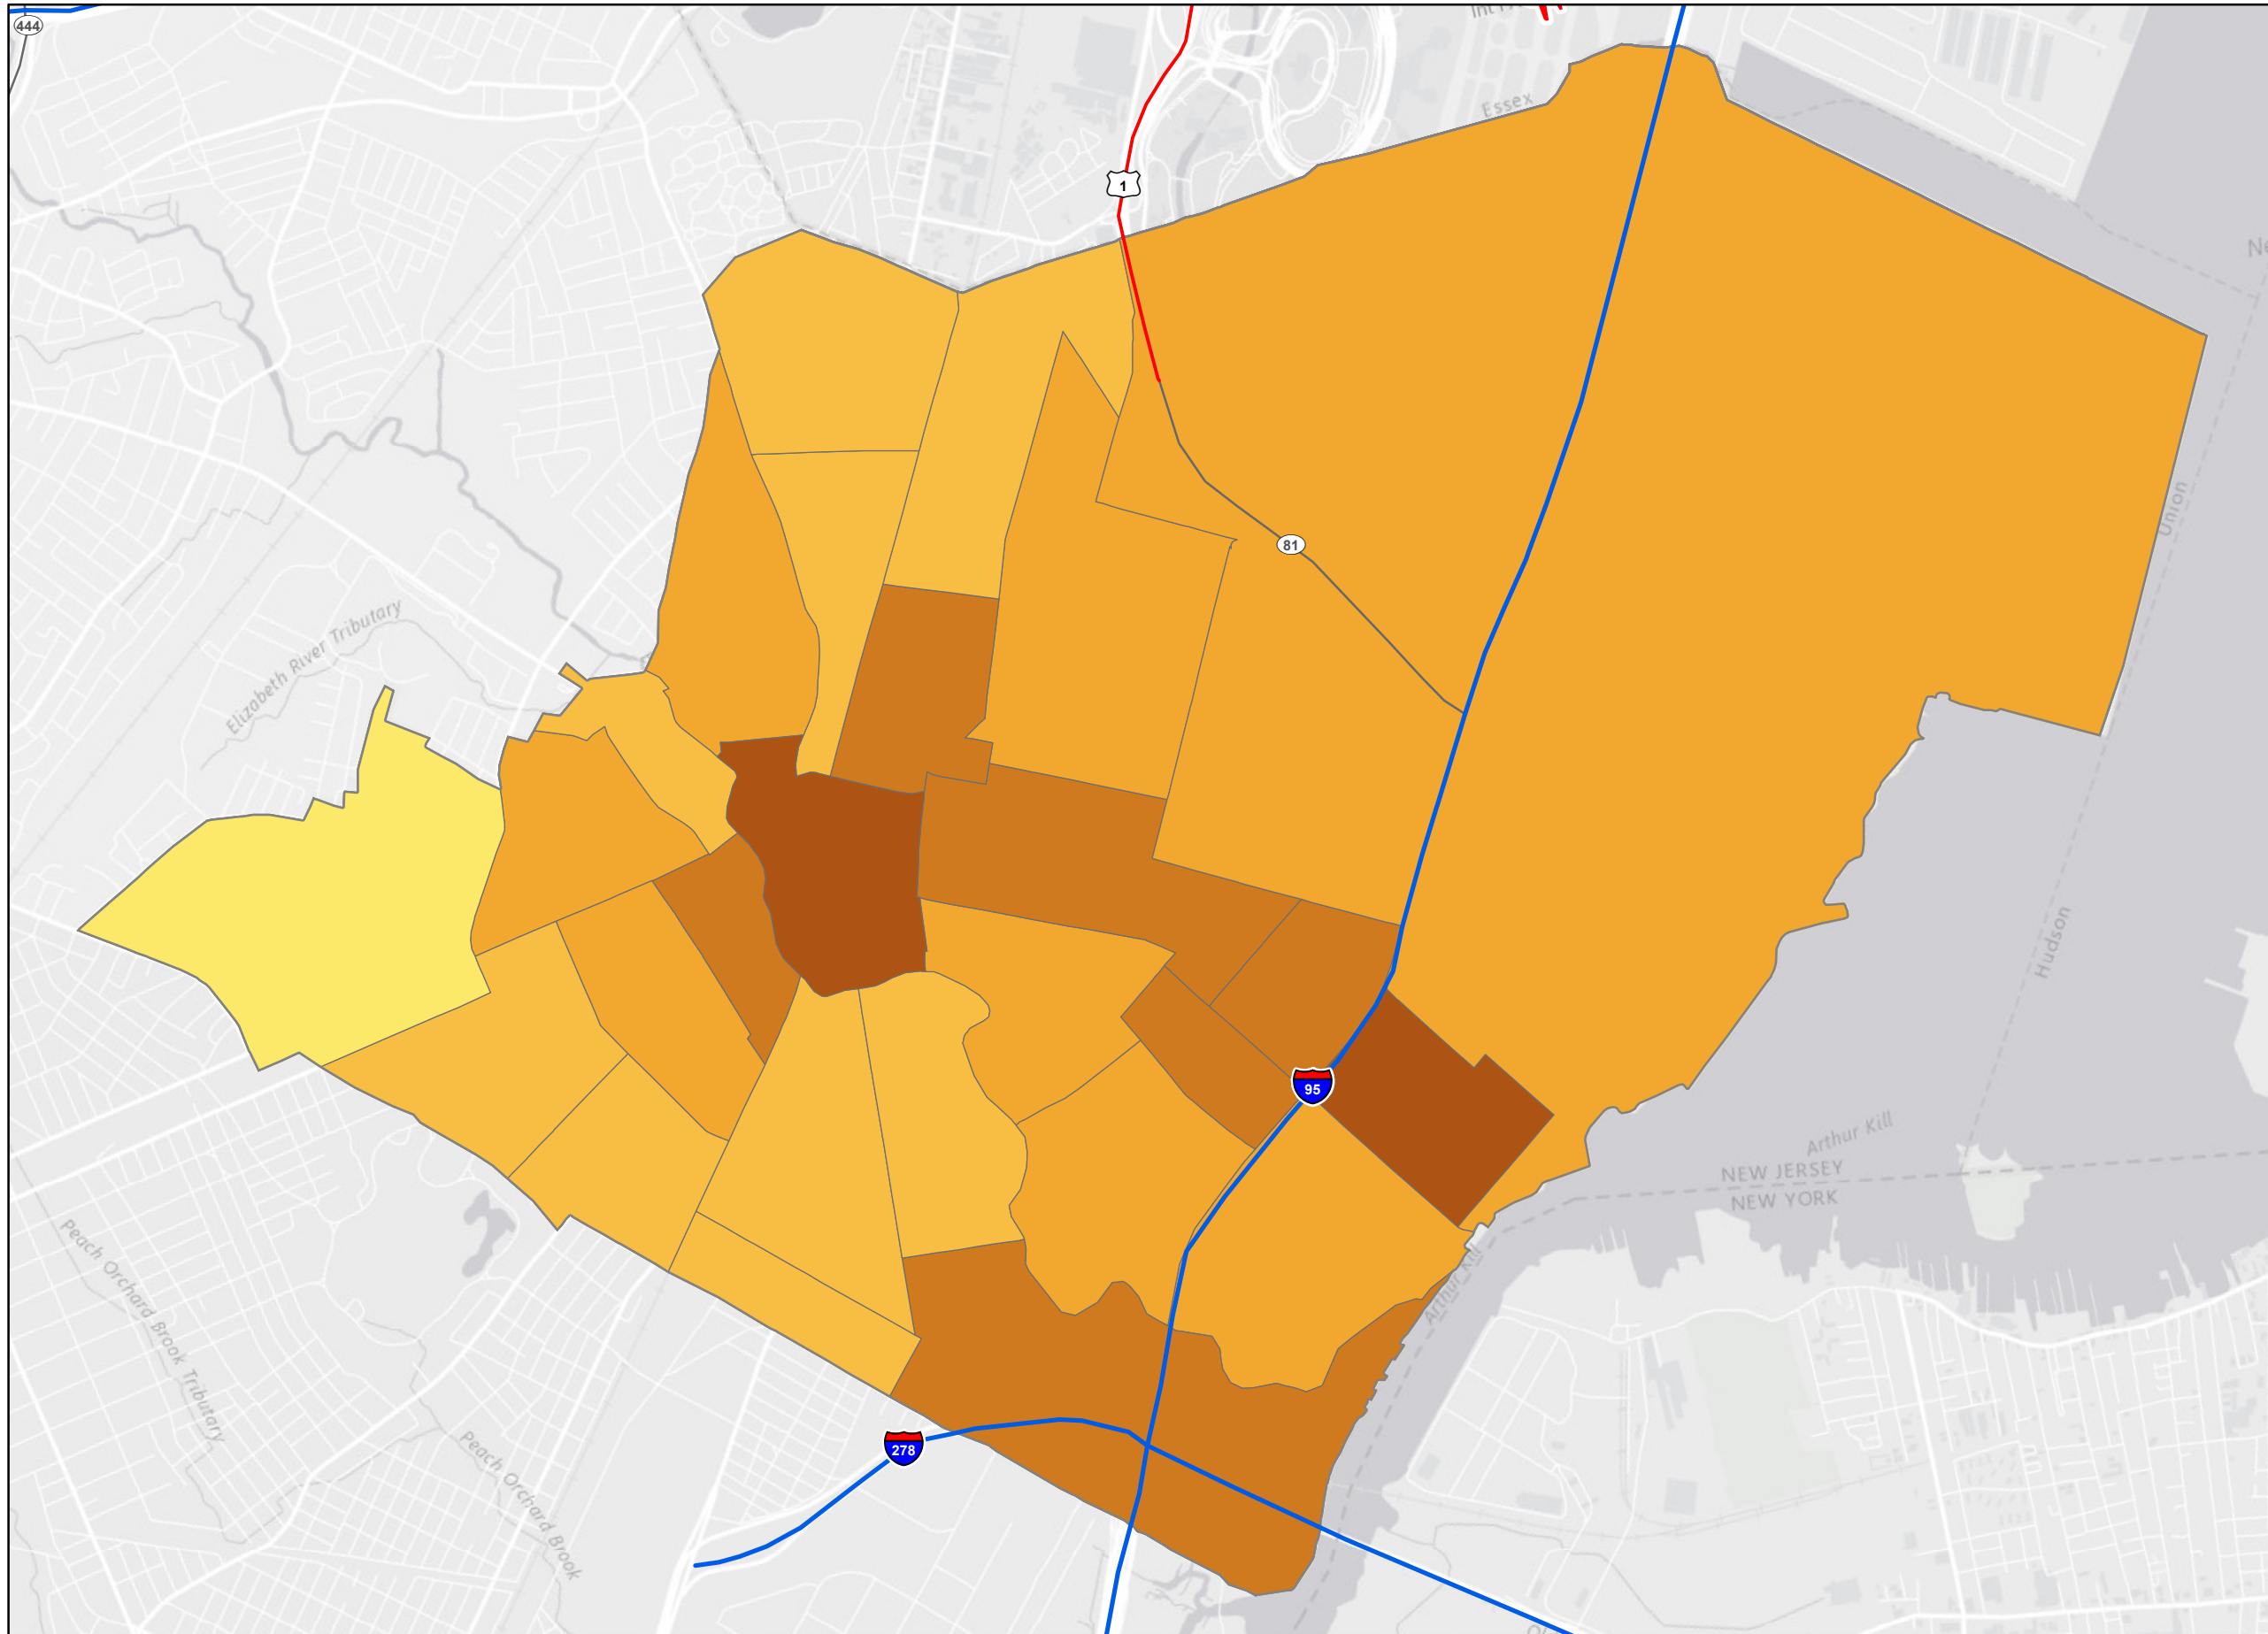 444
1
Essex
Union
81
Elizabeth River Tributary
Hudson
95
Arthur Kill
NEW JERSEY
NEW YORK
Arthur Kill
Peach Orchard Brook Tributary
Peach Orchard Brook
278